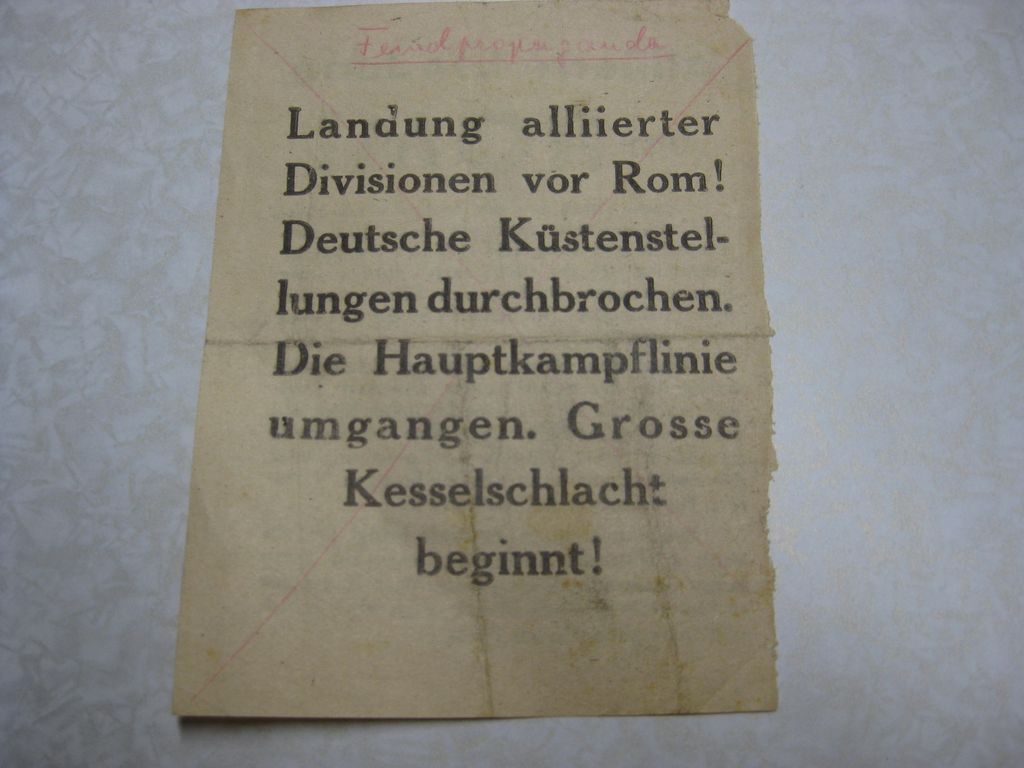 Feindpropaganda
Landung alliierter
Divisionen vor Rom!
Deutsche Küstenstel-
lungen durchbrochen.
Die Hauptkampflinie
umgangen. Grosse
Kesselschlacht
beginnt!